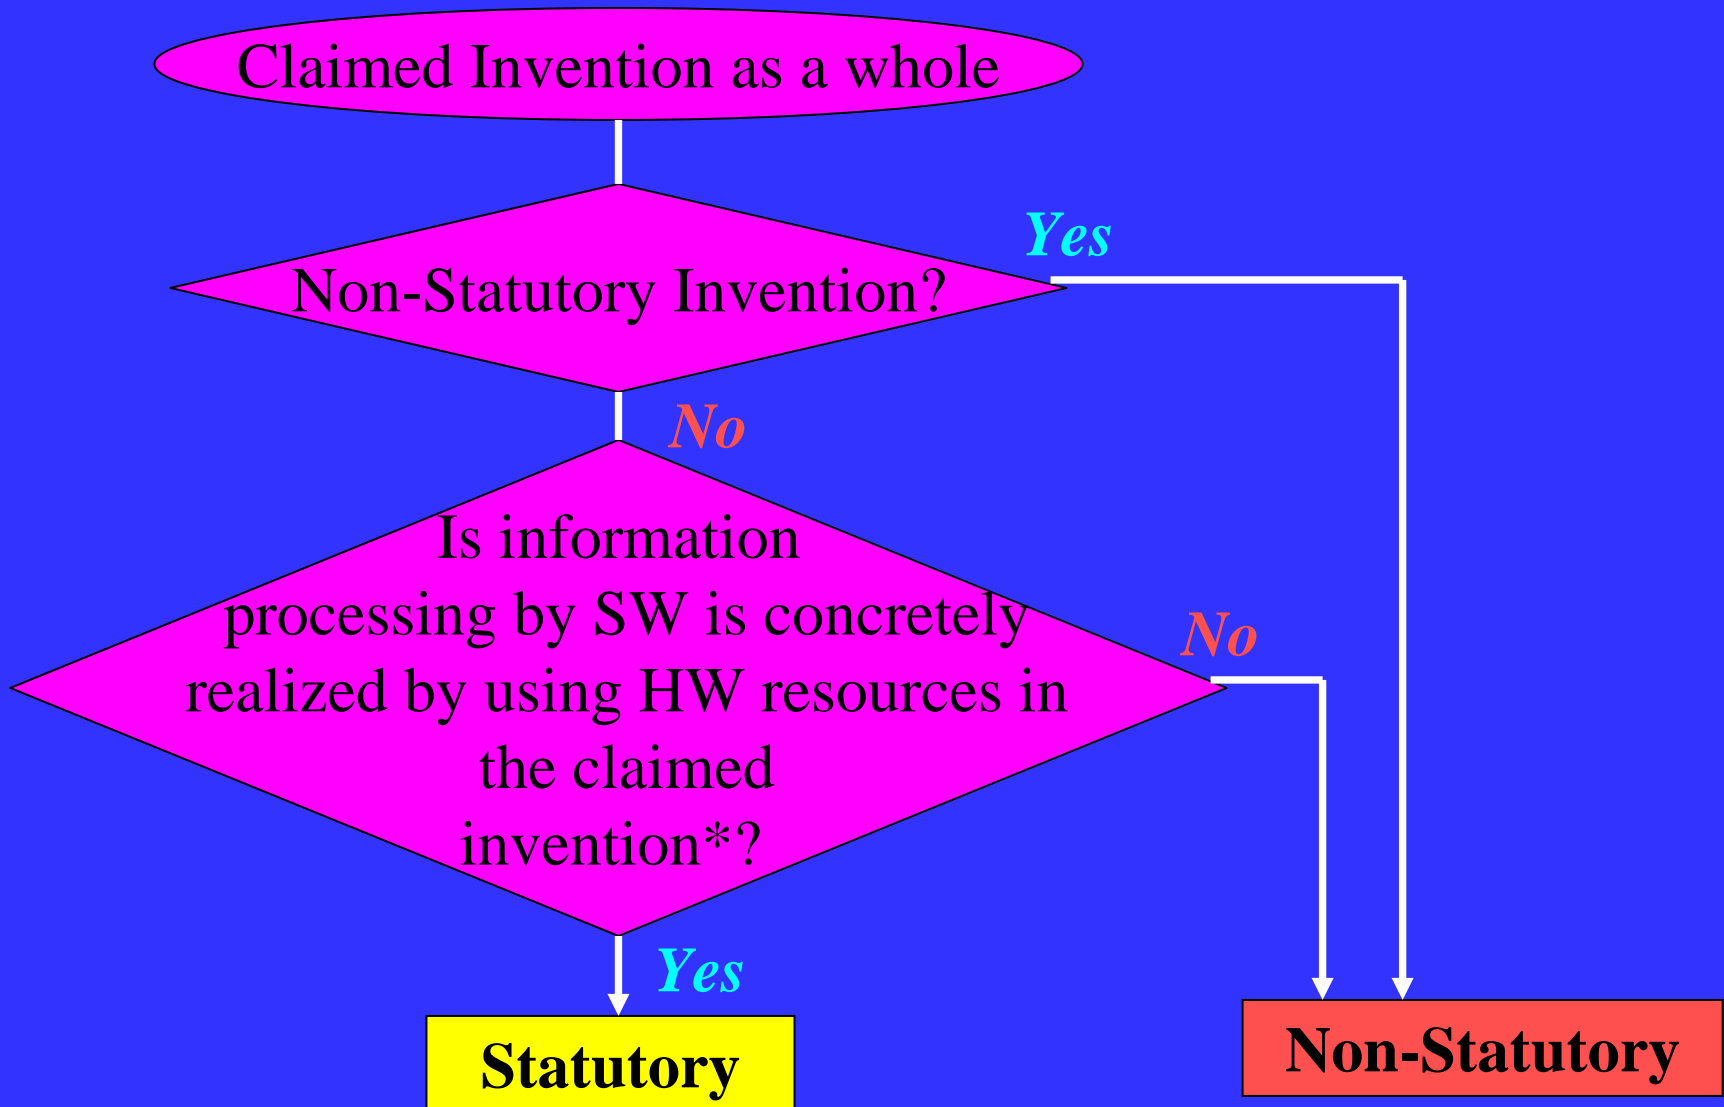 Claimed Invention as a whole
Yes
Non-Statutory Invention?
No
Is information
processing by SW is concretely
No
realized by using HW resources in
the claimed
invention*?
Yes
Statutory
Non-Statutory